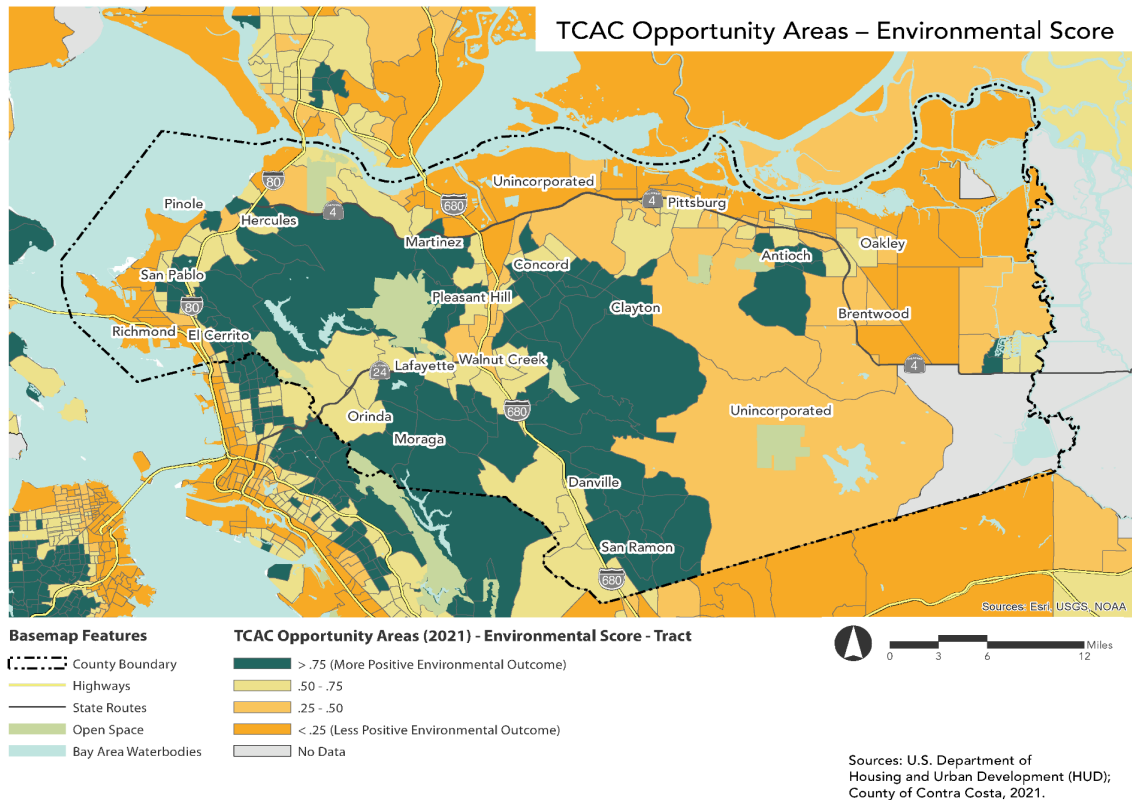 TCAC Opportunity Areas – Environmental Score
80
Unincorporated
680
4
Pittsburg
Pinole
4
Hercules
Martinez
Oakley
Antioch
Concord
San Pablo
80
Pleasant Hill
Clayton
Brentwood
Richmond
El Cerrito
Walnut Creek
Lafayette
24
4
680
Unincorporated
Orinda
Moraga
Danville
San Ramon
680
Sources: Esri, USGS, NOAA
Basemap Features
County Boundary
Highways
State Routes
Open Space
Bay Area Waterbodies
TCAC Opportunity Areas (2021) - Environmental Score - Tract
> .75 (More Positive Environmental Outcome)
.50 - .75
.25 - .50
< .25 (Less Positive Environmental Outcome)
No Data
Miles
0 3 6 12
Sources: U.S. Department of
Housing and Urban Development (HUD);
County of Contra Costa, 2021.